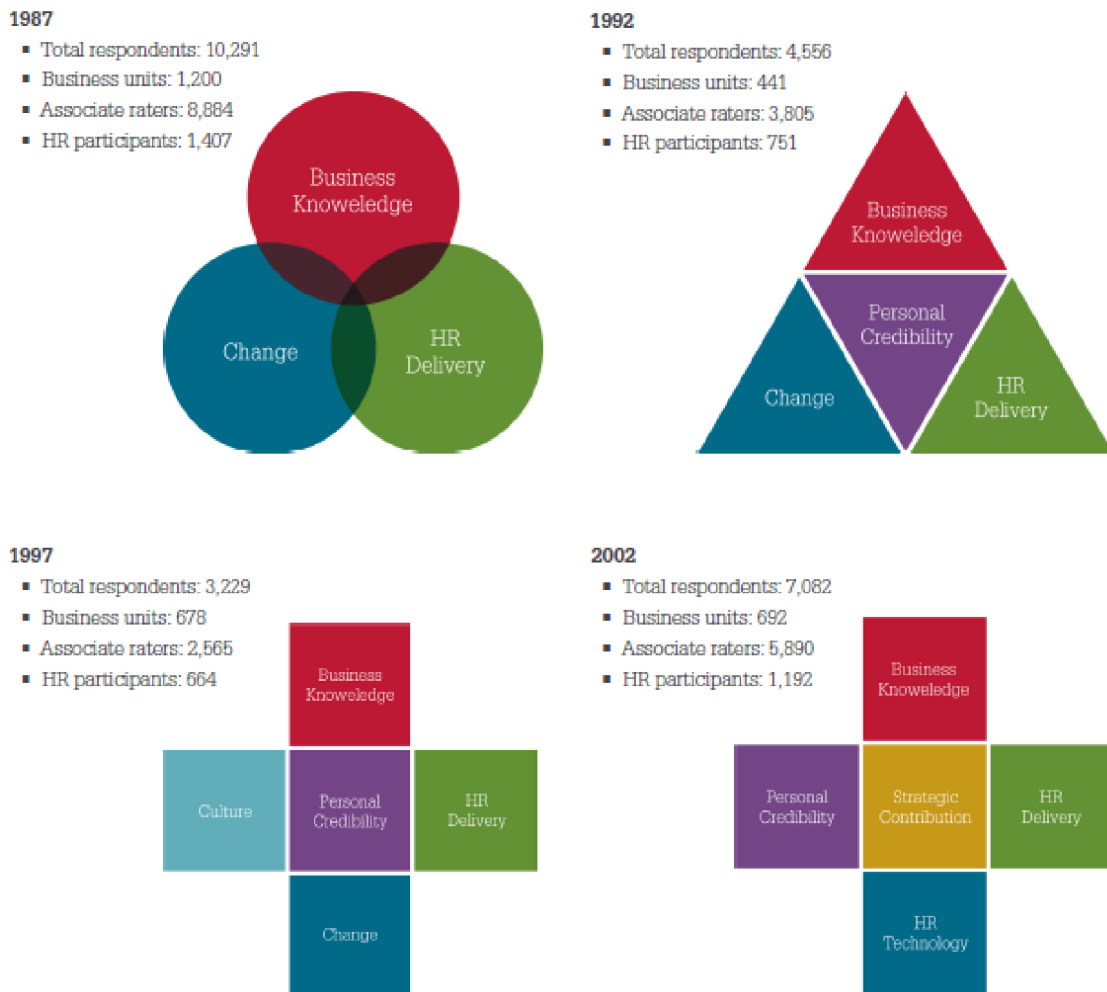 1987
▪ Total respondents: 10,291
▪ Business units: 1,200
▪ Associate raters: 8,884
▪ HR participants: 1,407
Business
Knoweledge
Change
HR
Delivery
1992
▪ Total respondents: 4,556
▪ Business units: 441
▪ Associate raters: 3,805
▪ HR participants: 751
Business
Knoweledge
Personal
Credibility
Change
HR
Delivery
1997
▪ Total respondents: 3,229
▪ Business units: 678
▪ Associate raters: 2,565
▪ HR participants: 664
Business
Knoweledge
Culture
Personal
Credibility
HR
Delivery
Change
2002
▪ Total respondents: 7,082
▪ Business units: 692
▪ Associate raters: 5,890
▪ HR participants: 1,192
Business
Knoweledge
Personal
Credibility
Strategic
Contribution
HR
Delivery
HR
Technology